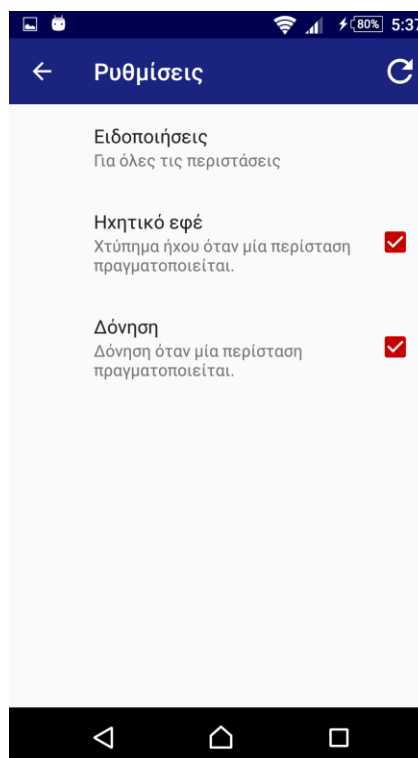 80% 5:37
Ρυθμίσεις
Ειδοποιήσεις
Για όλες τις περιστάσεις
Ηχητικό εφέ
Χτύπημα ήχου όταν μία περίσταση
πραγματοποιείται.
Δόνηση
Δόνηση όταν μία περίσταση
πραγματοποιείται.